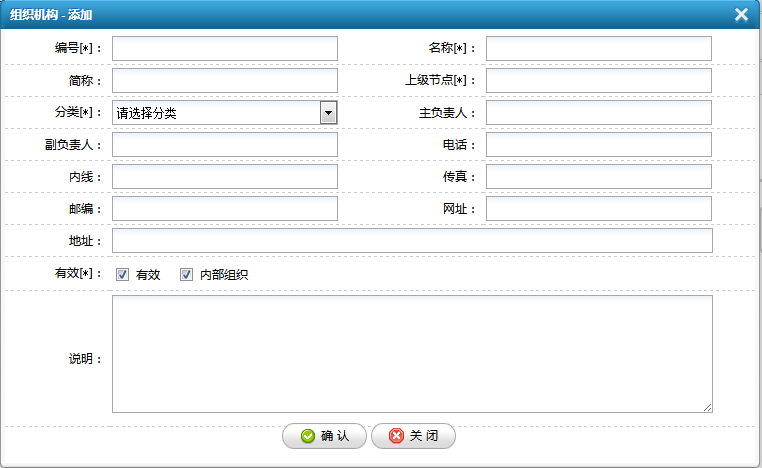 组织机构 - 添加
编号[*]： 名称[*]：
简称： 上级节点[*]：
分类[*]： 请选择分类 主负责人：
副负责人： 电话：
内线： 传真：
邮编： 网址：
地址：
有效[*]： 有效 内部组织
说明：
确 认 关 闭